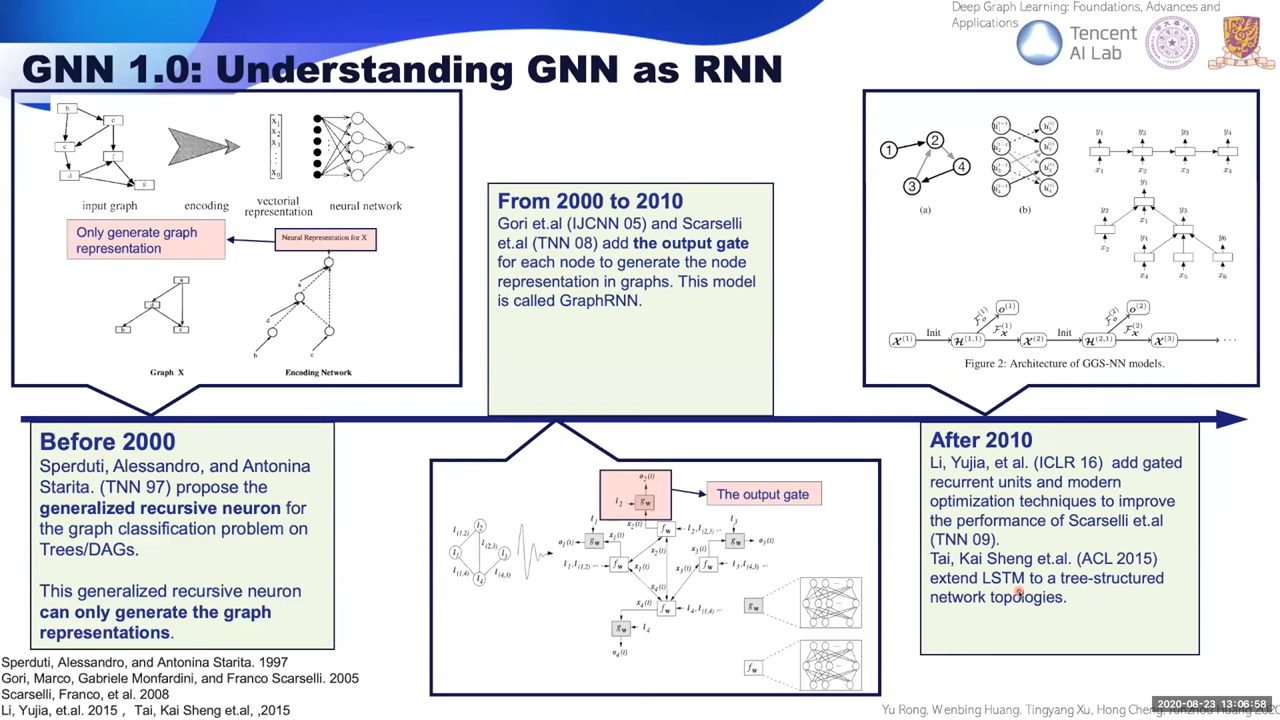 Deep Graph Learning: Foundations, Advances and
Applications
Tencent
AI Lab
GNN 1.0: Understanding GNN as RNN
input graph
encoding
vectorial
representation
neural network
Only generate graph
representation
Neural Representation for X
Graph X
Encoding Network
From 2000 to 2010
Gori et.al (IJCNN 05) and Scarselli
et.al (TNN 08) add the output gate
for each node to generate the node
representation in graphs. This model
is called GraphRNN.
(a)
(b)
Init
Init
Figure 2: Architecture of GGS-NN models.
Before 2000
Sperduti, Alessandro, and Antonina
Starita. (TNN 97) propose the
generalized recursive neuron for
the graph classification problem on
Trees/DAGs.
This generalized recursive neuron
can only generate the graph
representations.
The output gate
After 2010
Li, Yujia, et al. (ICLR 16) add gated
recurrent units and modern
optimization techniques to improve
the performance of Scarselli et.al
(TNN 09).
Tai, Kai Sheng et.al. (ACL 2015)
extend LSTM to a tree-structured
network topologies.
Sperduti, Alessandro, and Antonina Starita. 1997
Gori, Marco, Gabriele Monfardini, and Franco Scarselli. 2005
Scarselli, Franco, et al. 2008
Li, Yujia, et.al. 2015 , Tai, Kai Sheng et.al, ,2015
Yu Rong, Wenbing Huang, Tingyang Xu, Hong Cheng, Junzhou Huang 2020
2020-08-23 13:06:58